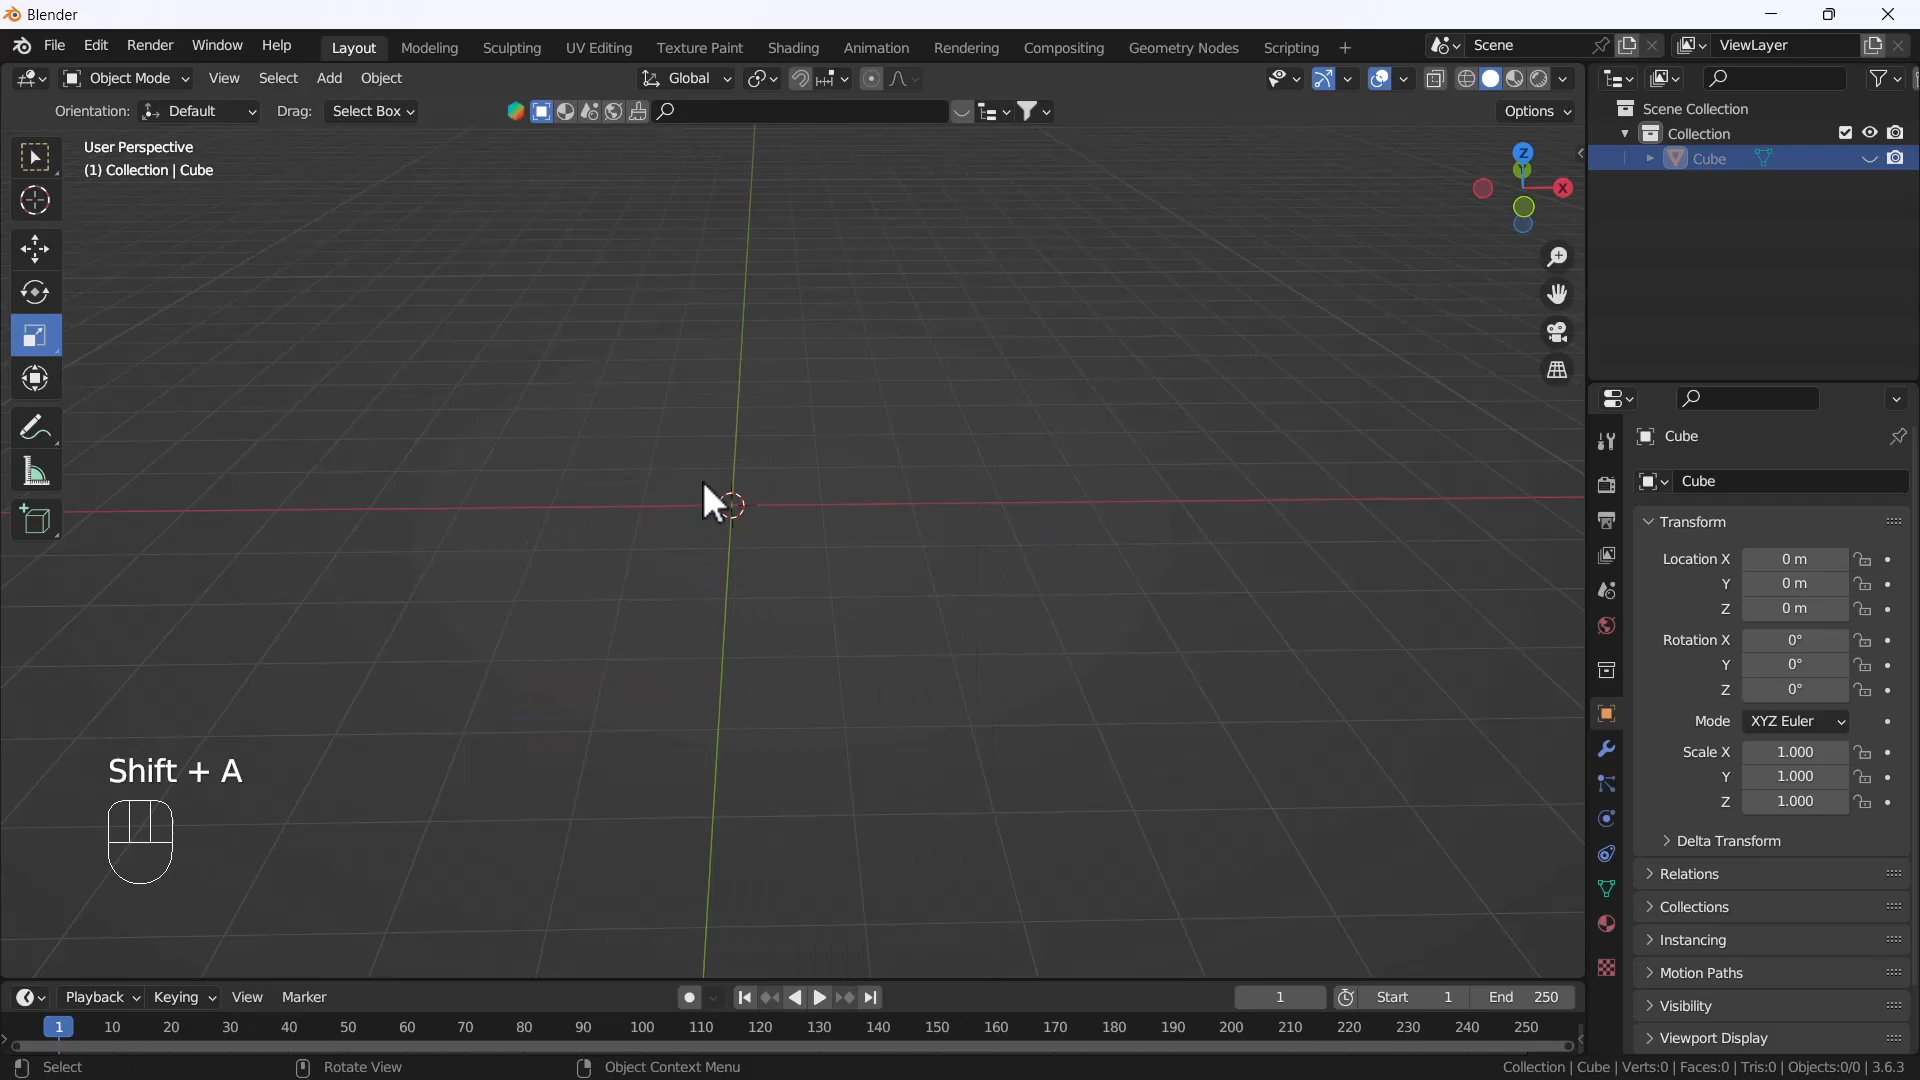 Blender
File Edit Render Window Help Layout Modeling Sculpting UV Editing Texture Paint Shading Animation Rendering Compositing Geometry Nodes Scripting + Scene ViewLayer
Object Mode View Select Add Object Global
Orientation: Default Drag: Select Box Options
Scene Collection
Collection
Cube
User Perspective
(1) Collection | Cube
Z
X
Cube
Cube
Transform
Location X 0 m
Y 0 m
Z 0 m
Rotation X 0°
Y 0°
Z 0°
Mode XYZ Euler
Scale X 1.000
Y 1.000
Z 1.000
Delta Transform
Relations
Collections
Instancing
Motion Paths
Visibility
Viewport Display
Shift + A
Playback Keying View Marker 1 Start 1 End 250
1 10 20 30 40 50 60 70 80 90 100 110 120 130 140 150 160 170 180 190 200 210 220 230 240 250
Select Rotate View Object Context Menu Collection | Cube | Verts:0 | Faces:0 | Tris:0 | Objects:0/0 | 3.6.3